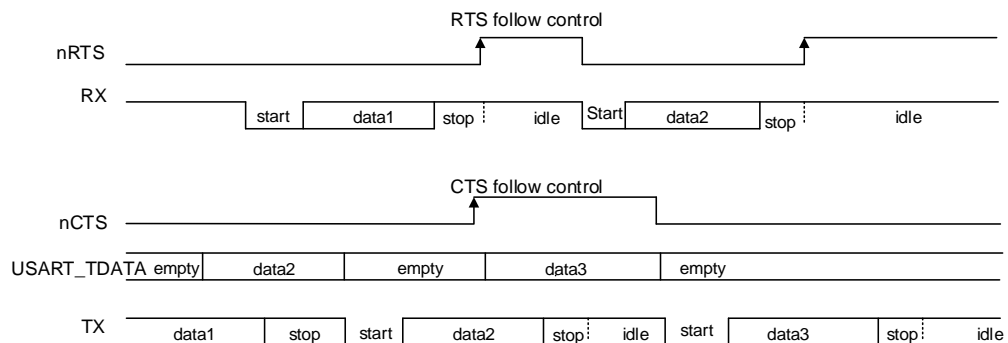 RTS follow control
nRTS
RX
start data1 stop idle Start data2 stop idle
CTS follow control
nCTS
USART_TDATA empty data2 empty data3 empty
TX data1 stop start data2 stop idle start data3 stop idle